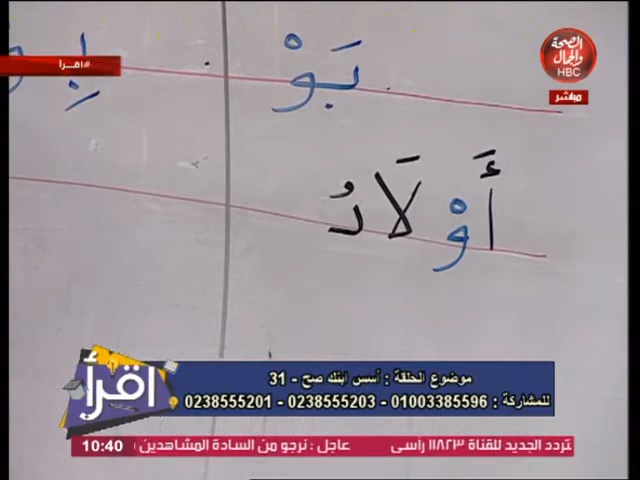 الصحة
والجمال
HBC
مباشر
#اقرأ
بَوْ
أَوْلَادُ
اقرأ
موضوع الحلقة : أسس ابنك صح - 31
للمشاركة : 01003385596 - 0238555203 - 0238555201
10:40
عاجل : نرجو من السادة المشاهدين
تردد الجديد للقناة ١١٨٢٣ رأسى